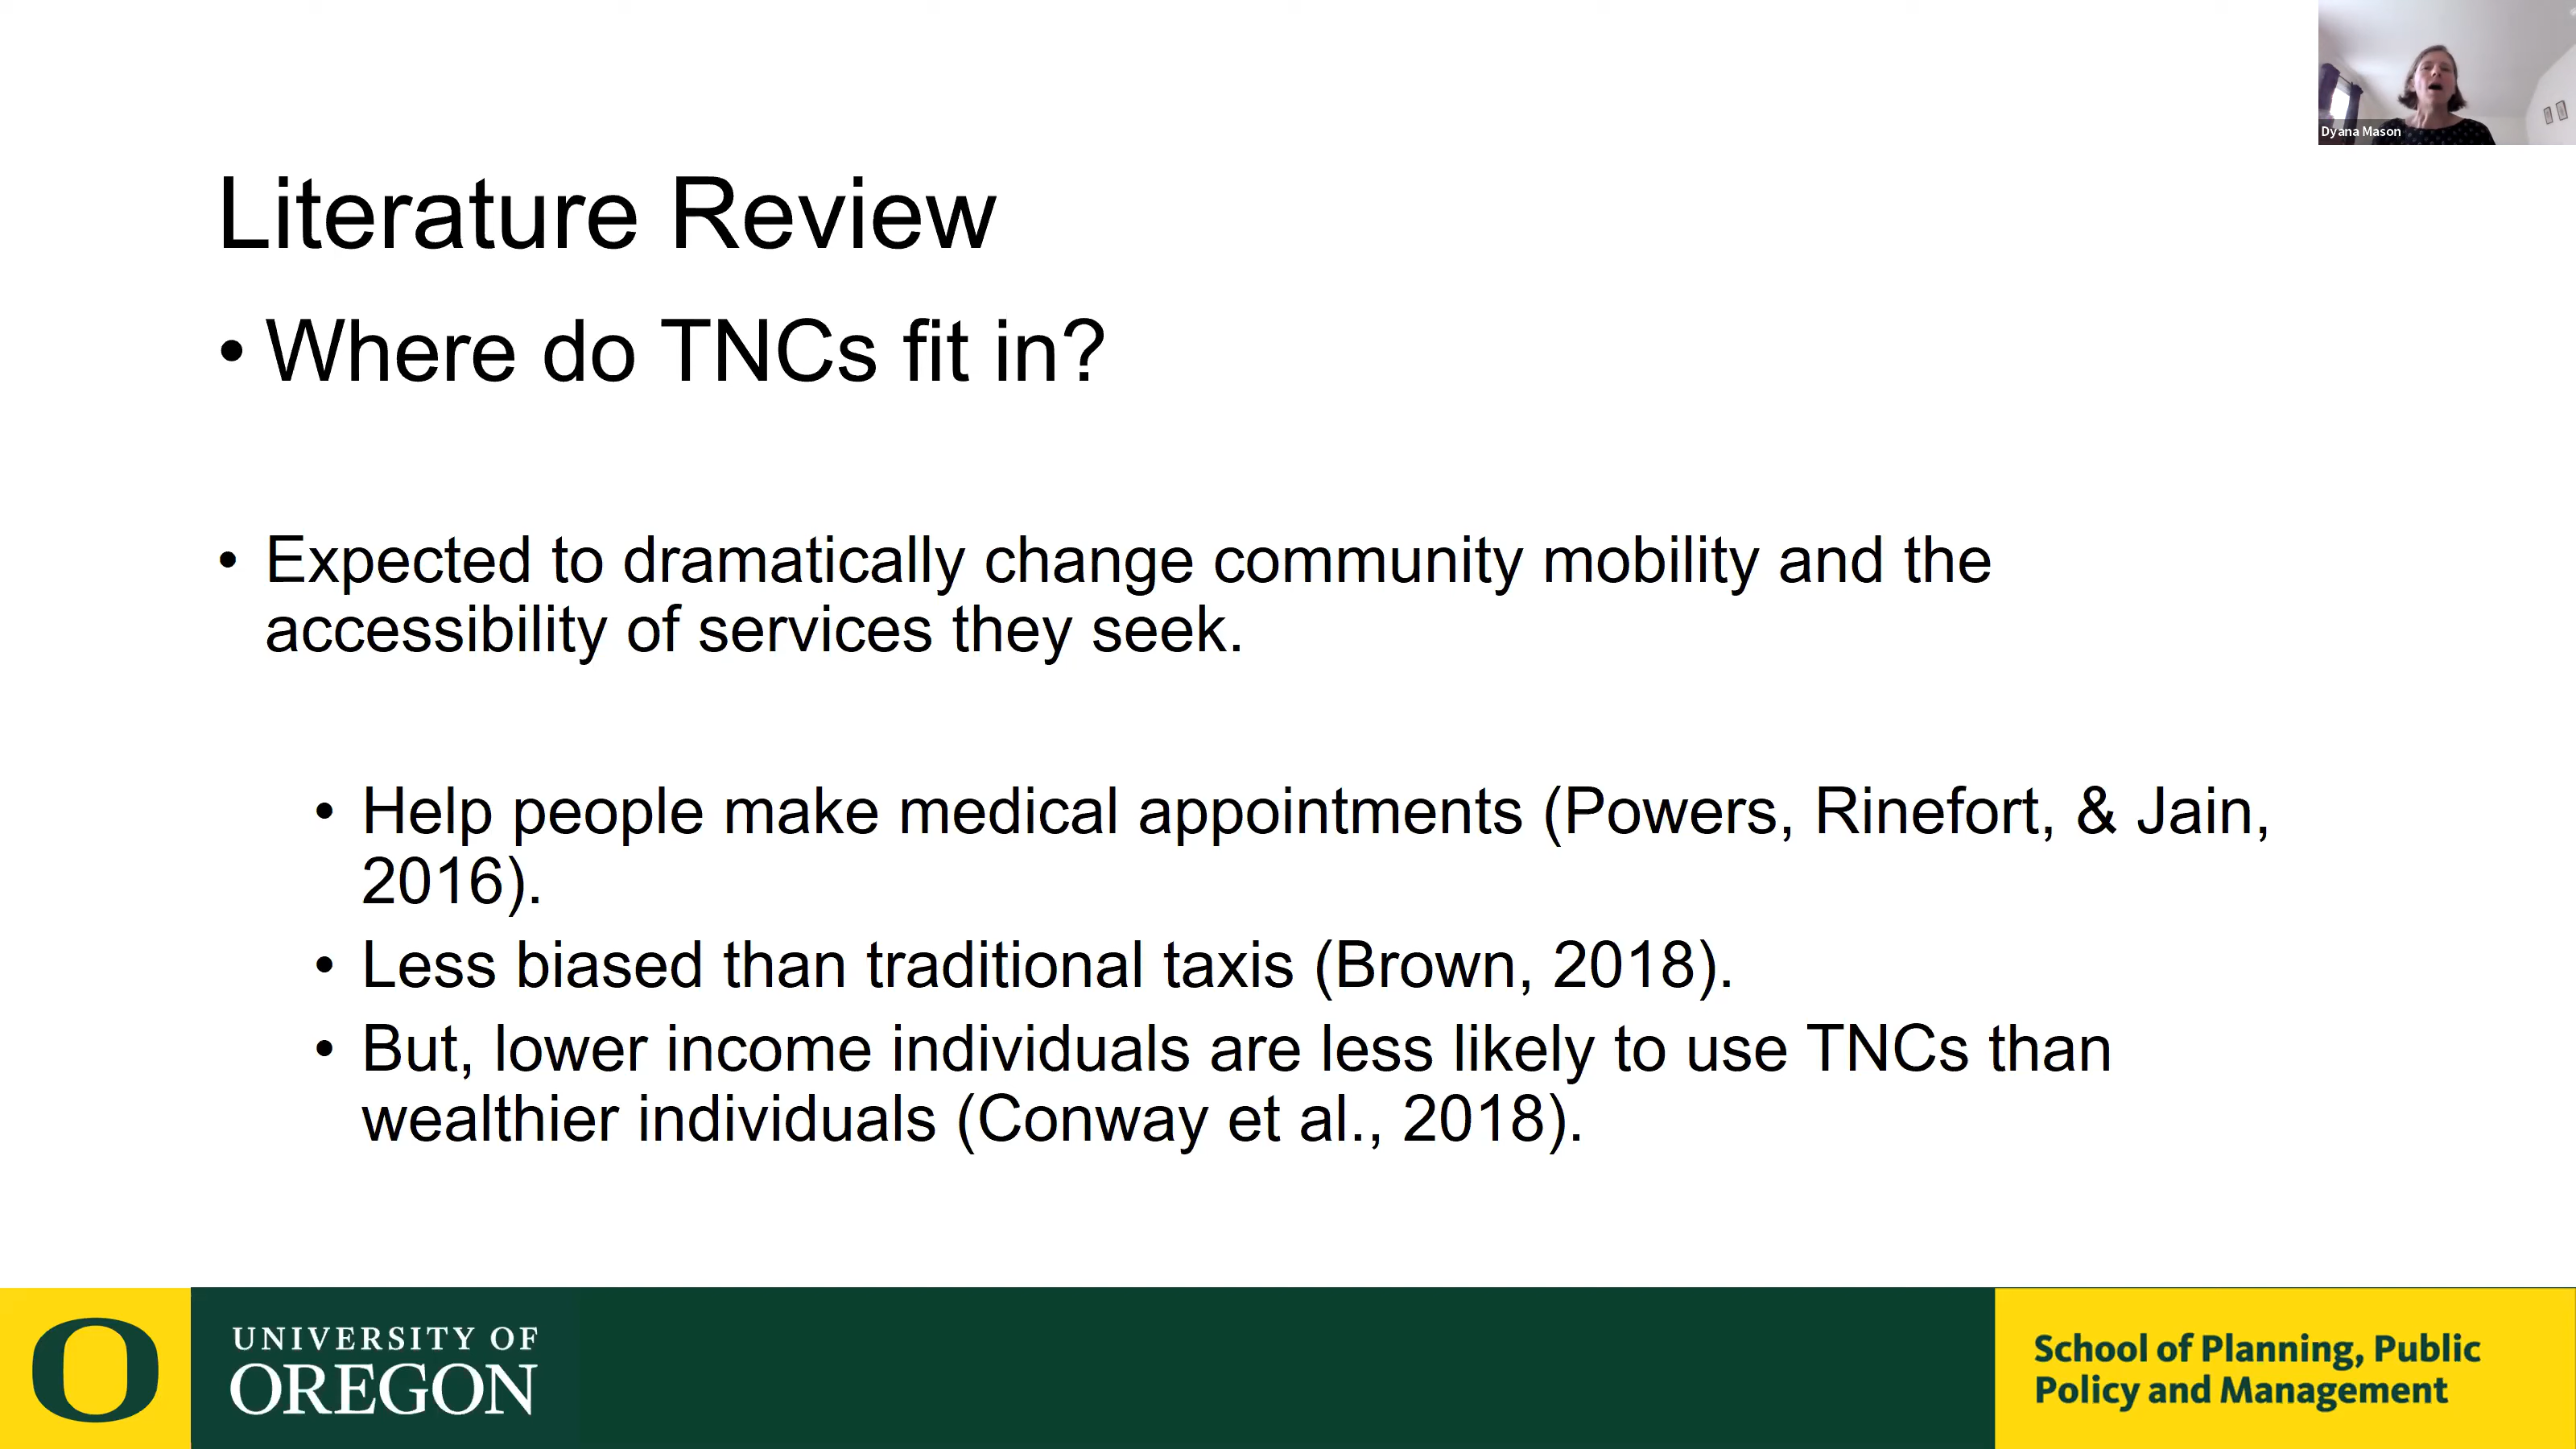 Dyana Mason
Literature Review
• Where do TNCs fit in?
• Expected to dramatically change community mobility and the
accessibility of services they seek.
• Help people make medical appointments (Powers, Rinefort, & Jain,
2016).
• Less biased than traditional taxis (Brown, 2018).
• But, lower income individuals are less likely to use TNCs than
wealthier individuals (Conway et al., 2018).
O
UNIVERSITY OF
OREGON
School of Planning, Public
Policy and Management